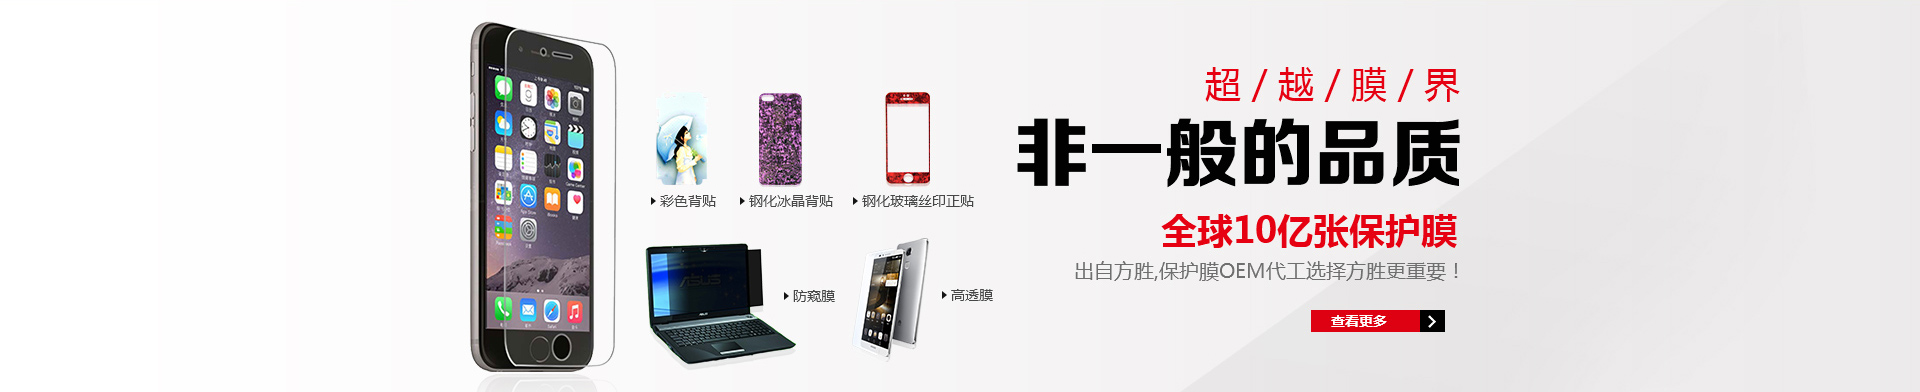 超/越/膜/界
非一般的品质
全球10亿张保护膜
出自方胜,保护膜OEM代工选择方胜更重要！
查看更多
彩色背贴
钢化冰晶背贴
钢化玻璃丝印正贴
防窥膜
高透膜
ASUS